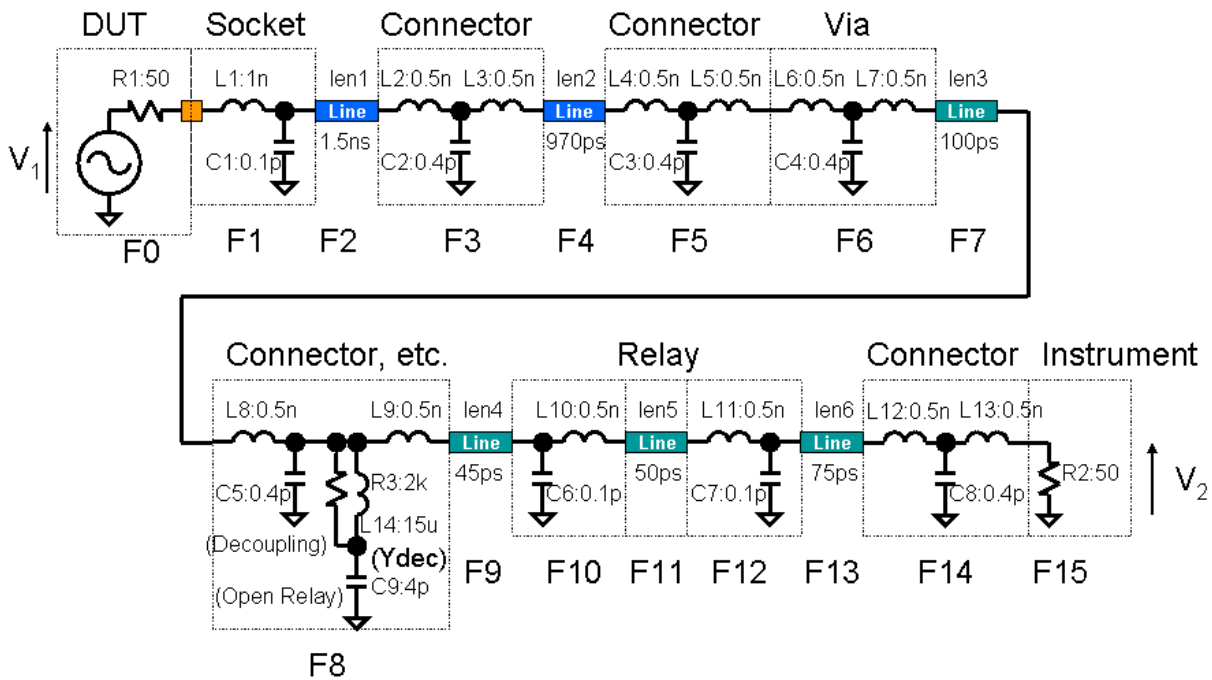 DUT Socket Connector Connector Via
R1:50 L1:1n len1 L2:0.5n L3:0.5n len2 L4:0.5n L5:0.5n L6:0.5n L7:0.5n len3
Line Line Line
V1 C1:0.1p 1.5ns C2:0.4p 970ps C3:0.4p C4:0.4p 100ps
F0 F1 F2 F3 F4 F5 F6 F7
Connector, etc. Relay Connector Instrument
L8:0.5n L9:0.5n len4 L10:0.5n len5 L11:0.5n len6 L12:0.5n L13:0.5n
Line Line Line
C5:0.4p R3:2k 45ps C6:0.1p 50ps C7:0.1p 75ps C8:0.4p R2:50 V2
L14:15u
(Decoupling) (Ydec)
(Open Relay) C9:4p
F9 F10 F11 F12 F13 F14 F15
F8